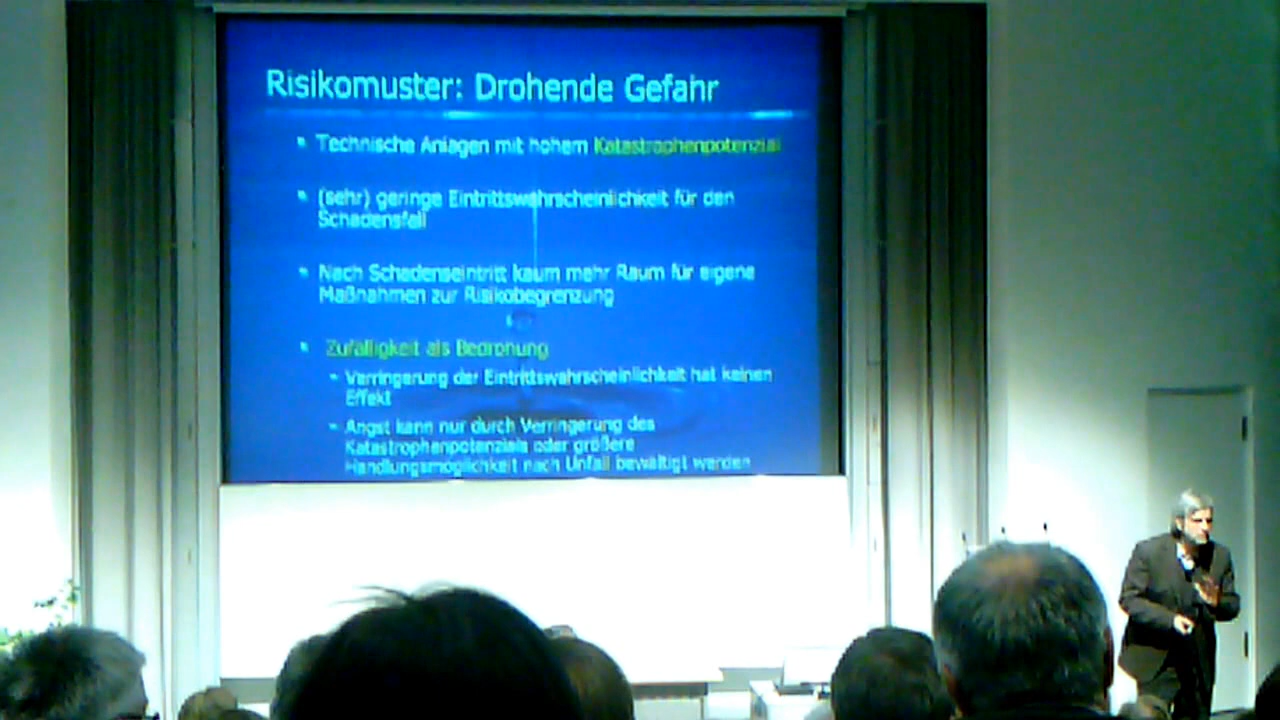 Risikomuster: Drohende Gefahr
Technische Anlagen mit hohem Katastrophenpotenzial
(sehr) geringe Eintrittswahrscheinlichkeit für den
Schadensfall
Nach Schadenseintritt kaum mehr Raum für eigene
Maßnahmen zur Risikobegrenzung
Zufälligkeit als Bedrohung
- Verringerung der Eintrittswahrscheinlichkeit hat keinen
Effekt
- Angst kann nur durch Verringerung des
Katastrophenpotenzials oder größere
Handlungsmöglichkeit nach Unfall bewältigt werden